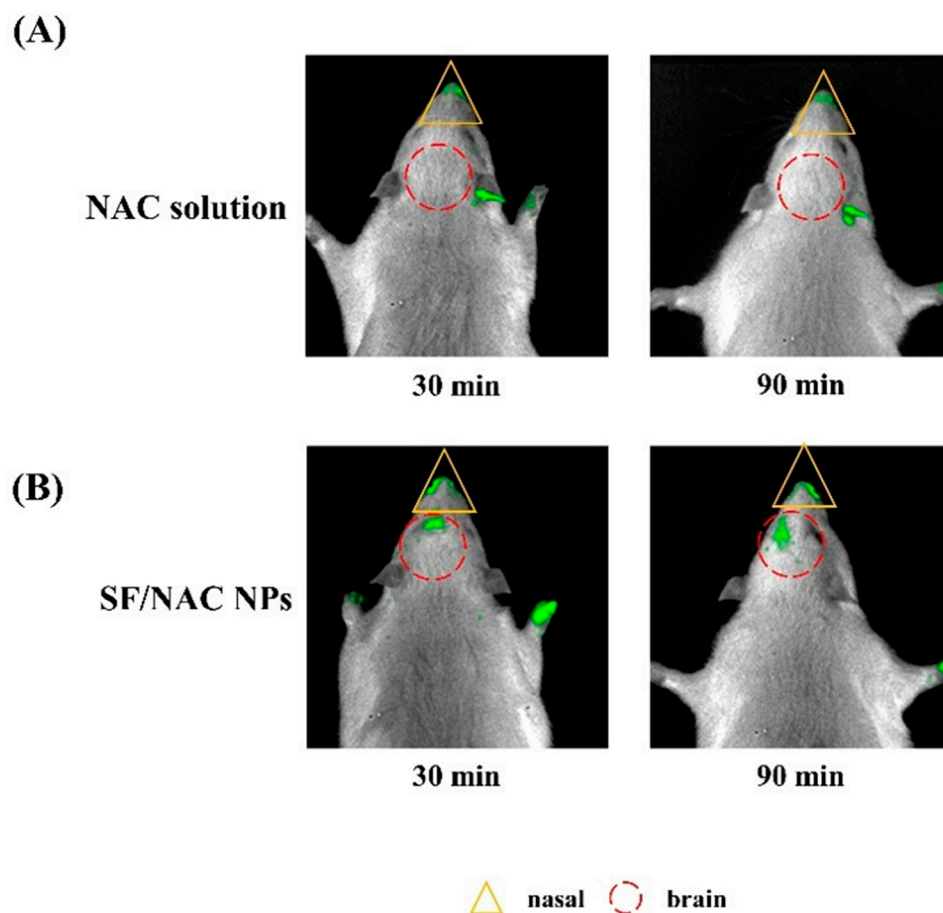 (A)
NAC solution
30 min
90 min
(B)
SF/NAC NPs
30 min
90 min
nasal
brain